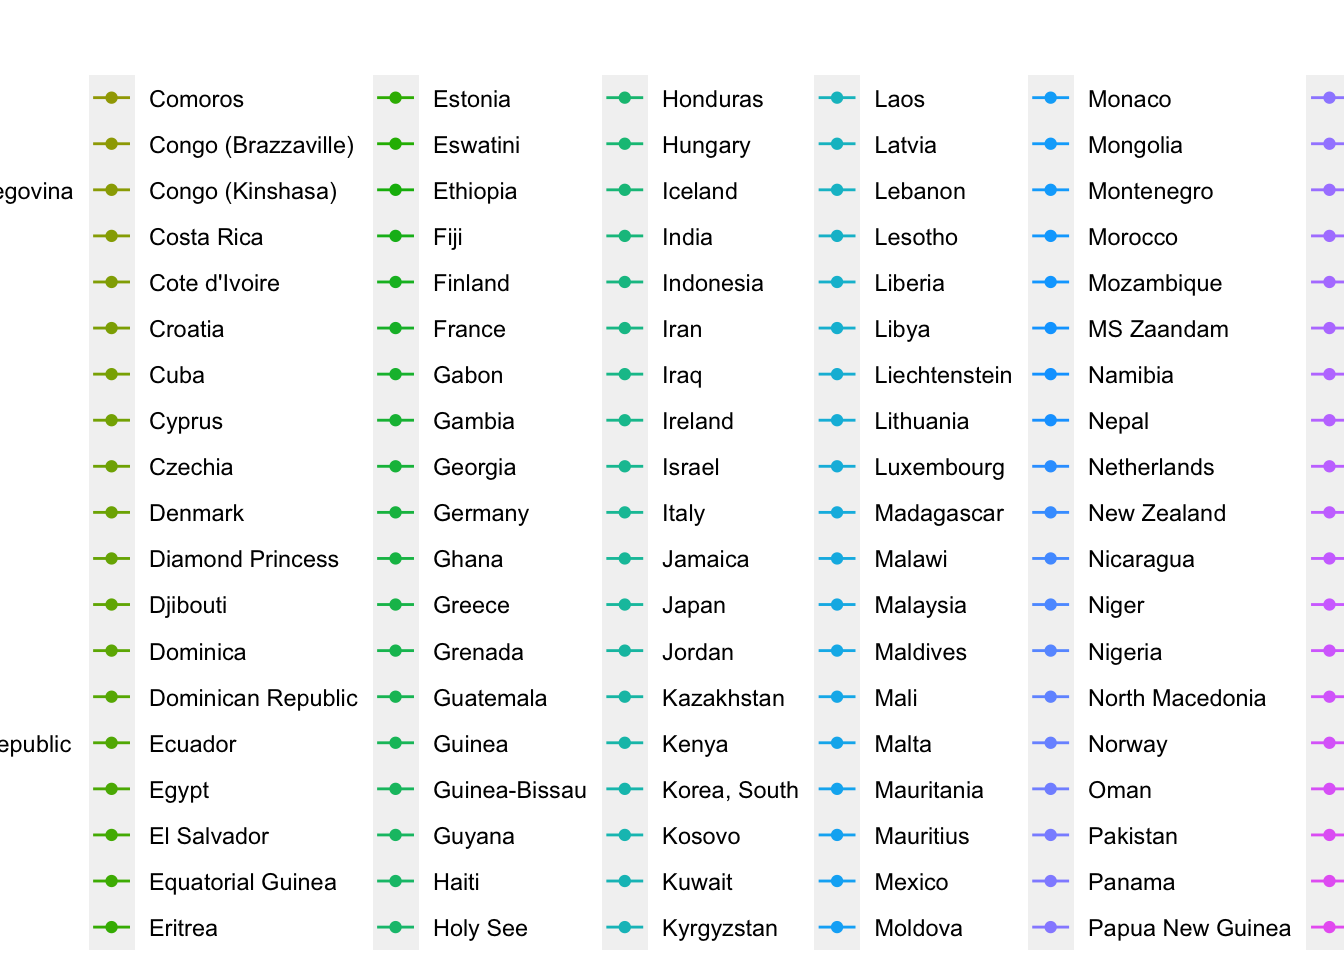 egovina
epublic
Comoros
Congo (Brazzaville)
Congo (Kinshasa)
Costa Rica
Cote d'Ivoire
Croatia
Cuba
Cyprus
Czechia
Denmark
Diamond Princess
Djibouti
Dominica
Dominican Republic
Ecuador
Egypt
El Salvador
Equatorial Guinea
Eritrea
Estonia
Eswatini
Ethiopia
Fiji
Finland
France
Gabon
Gambia
Georgia
Germany
Ghana
Greece
Grenada
Guatemala
Guinea
Guinea-Bissau
Guyana
Haiti
Holy See
Honduras
Hungary
Iceland
India
Indonesia
Iran
Iraq
Ireland
Israel
Italy
Jamaica
Japan
Jordan
Kazakhstan
Kenya
Korea, South
Kosovo
Kuwait
Kyrgyzstan
Laos
Latvia
Lebanon
Lesotho
Liberia
Libya
Liechtenstein
Lithuania
Luxembourg
Madagascar
Malawi
Malaysia
Maldives
Mali
Malta
Mauritania
Mauritius
Mexico
Moldova
Monaco
Mongolia
Montenegro
Morocco
Mozambique
MS Zaandam
Namibia
Nepal
Netherlands
New Zealand
Nicaragua
Niger
Nigeria
North Macedonia
Norway
Oman
Pakistan
Panama
Papua New Guinea